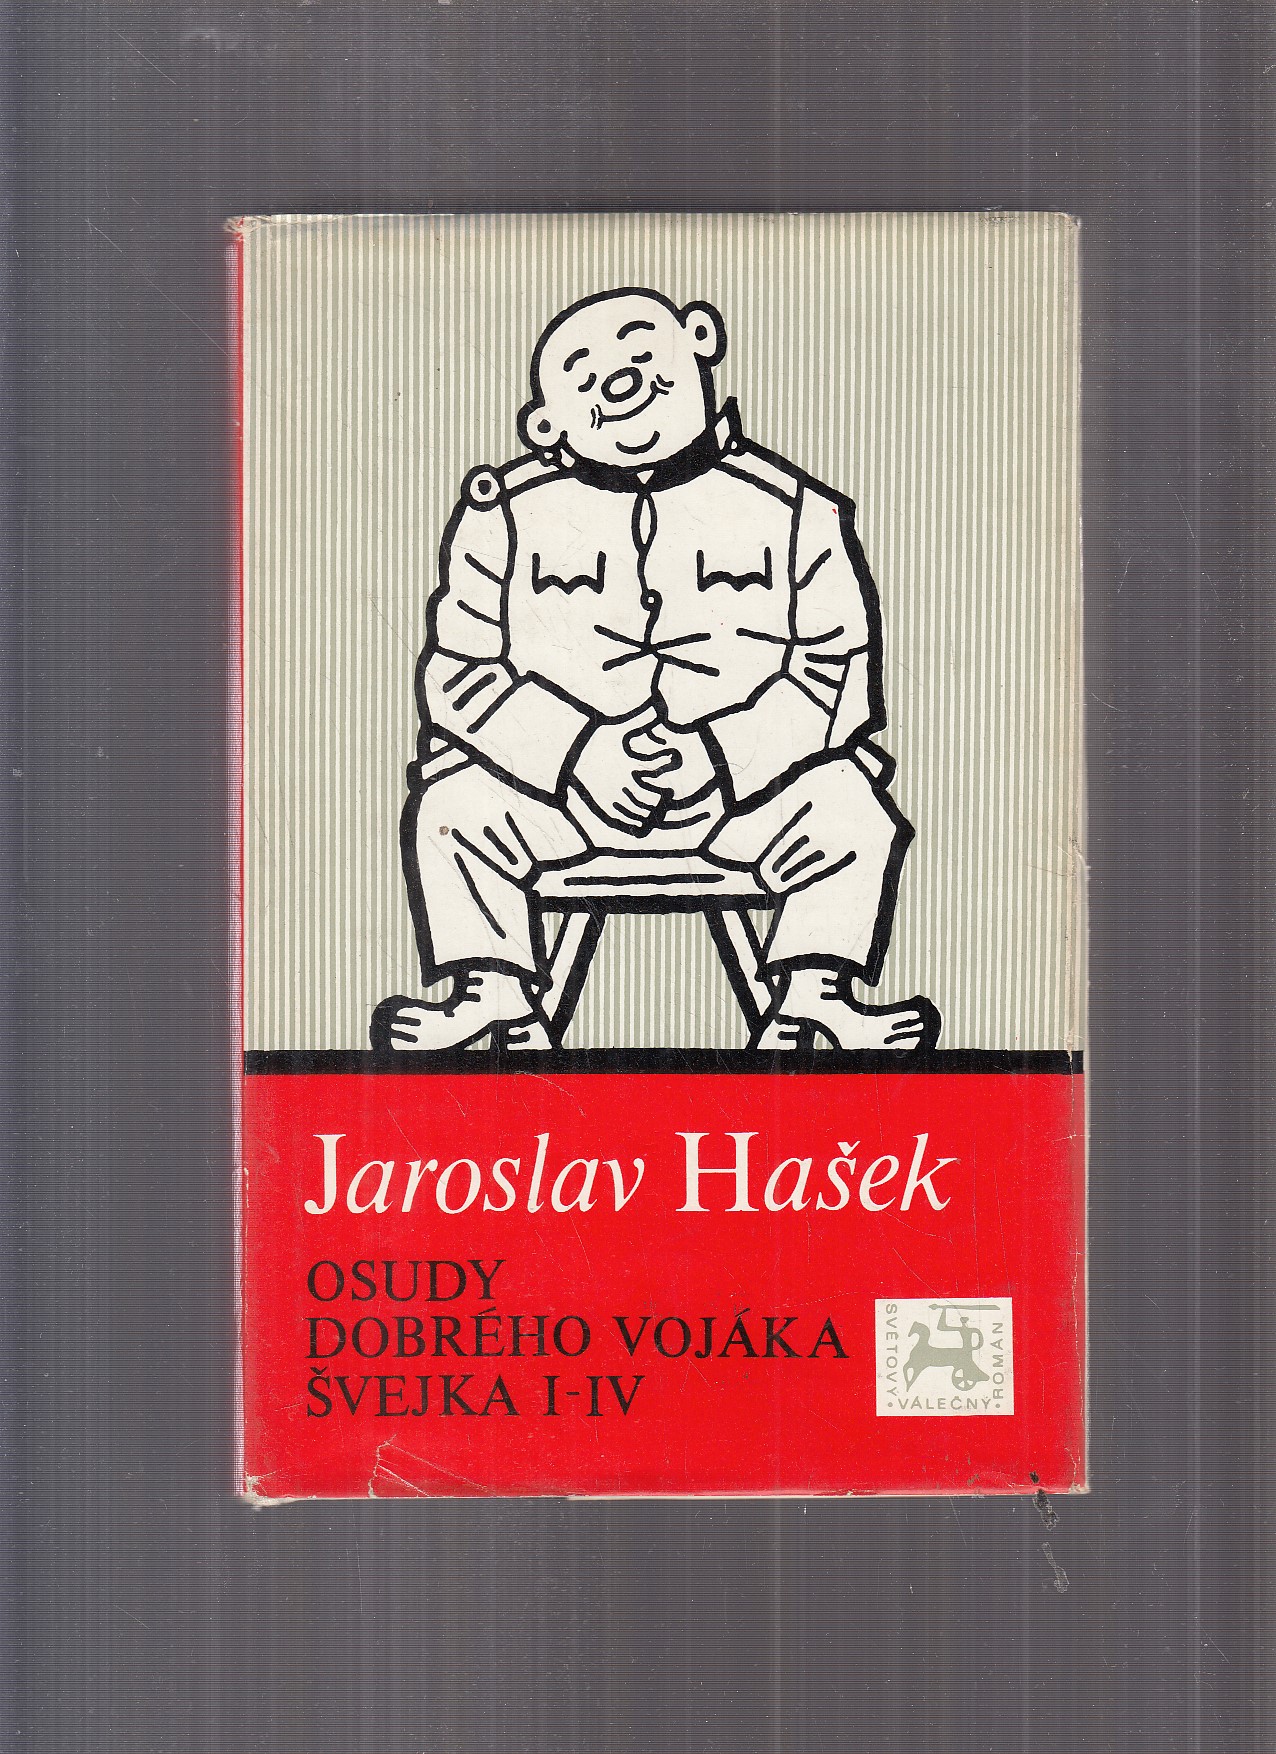 Jaroslav Hašek
OSUDY
DOBRÉHO VOJÁKA
ŠVEJKA I-IV
SVĚTOVÝ · VÁLEČNÝ · ROMÁN